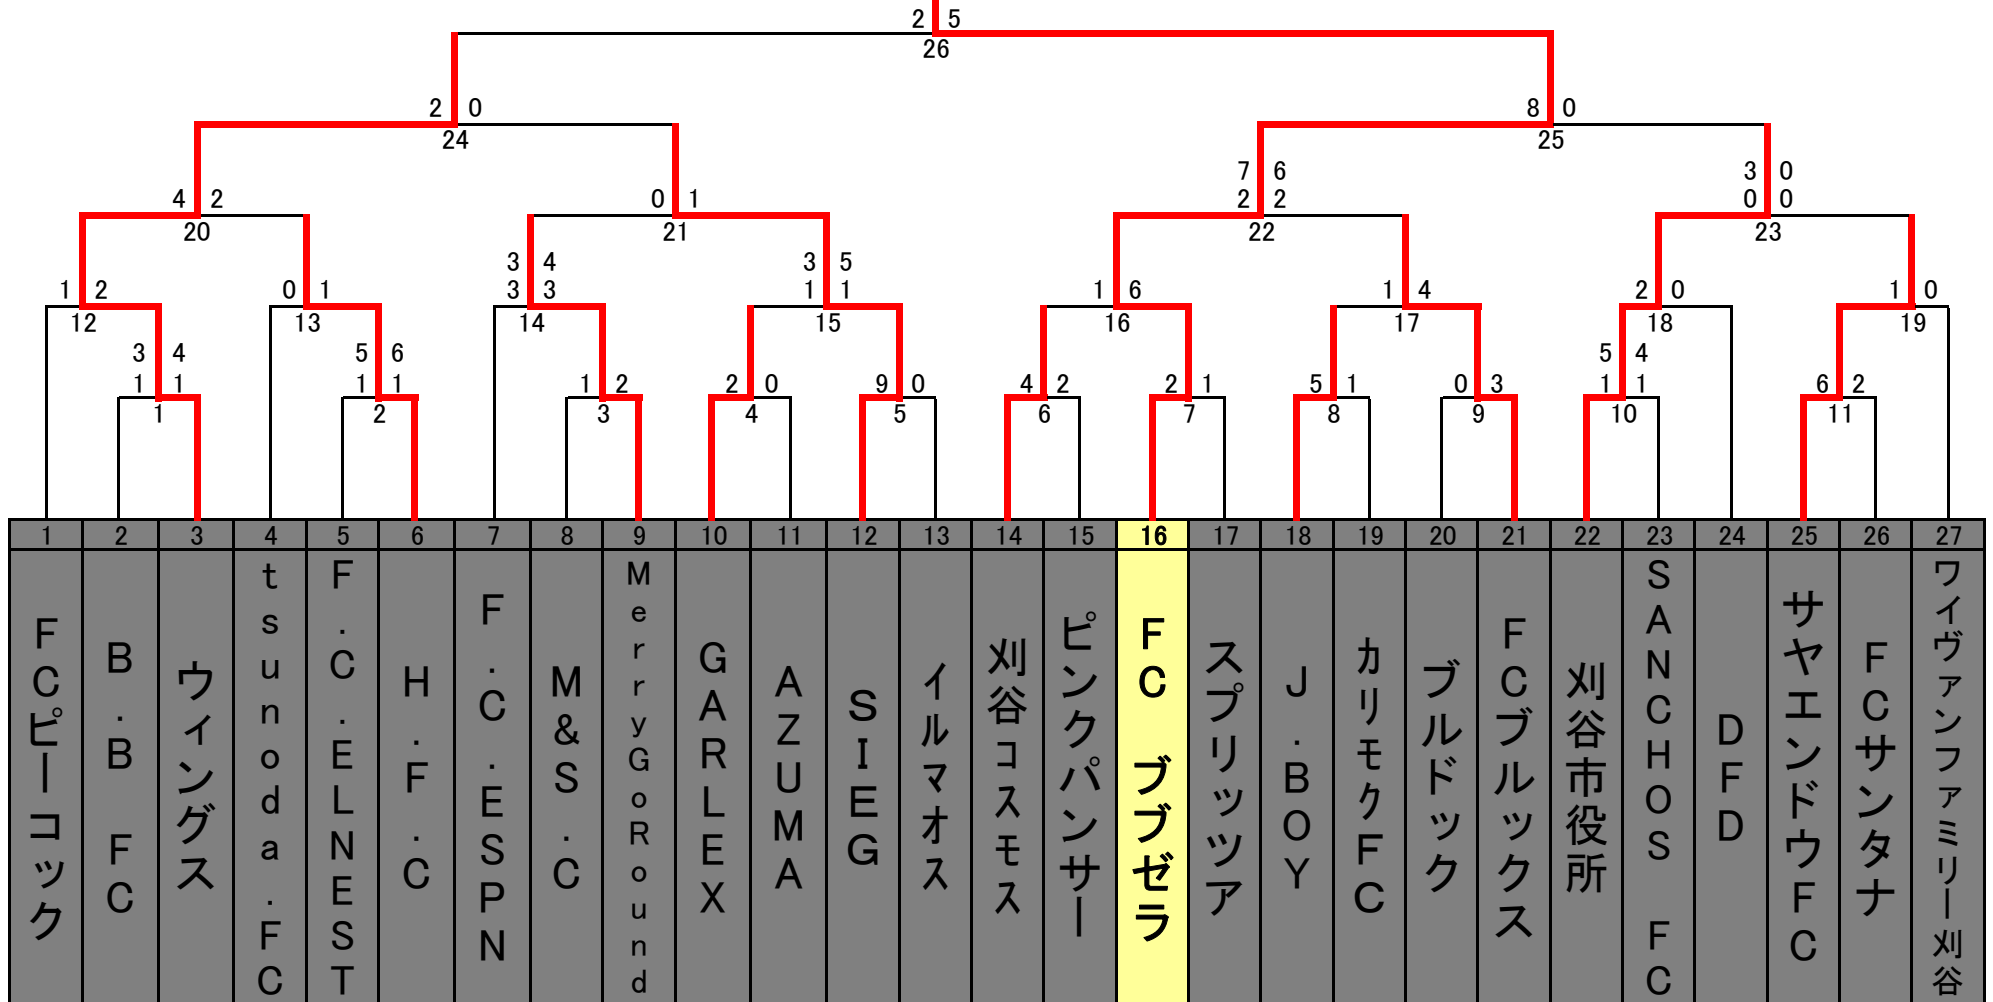 2 5
26
2 0
8 0
24
25
7 6
3 0
4 2
0 1
2 2
0 0
20
21
22
23
3 4
3 5
1 2
0 1
3 3
1 1
1 6
1 4
2 0
1 0
12
13
14
15
16
17
18
19
3 4
5 6
5 4
1 1
1 1
1 2
2 0
9 0
4 2
2 1
5 1
0 3
1 1
6 2
1
2
3
4
5
6
7
8
9
10
11
1 2 3 4 5 6 7 8 9 10 11 12 13 14 15 16 17 18 19 20 21 22 23 24 25 26 27
FCピーコック
B.B FC
ウィングス
tsunoda.FC
F.C.ELNEST
H.F.C
F.C.ESPN
M&S.C
MerryGoRound
GARLEX
AZUMA
SIEG
イルマオス
刈谷コスモス
ピンクパンサー
FC ブブゼラ
スプリッツア
J.BOY
カリモクFC
ブルドック
FCブルックス
刈谷市役所
SANCHOS FC
DFD
サヤエンドウFC
FCサンタナ
ワイヴァンファミリー刈谷